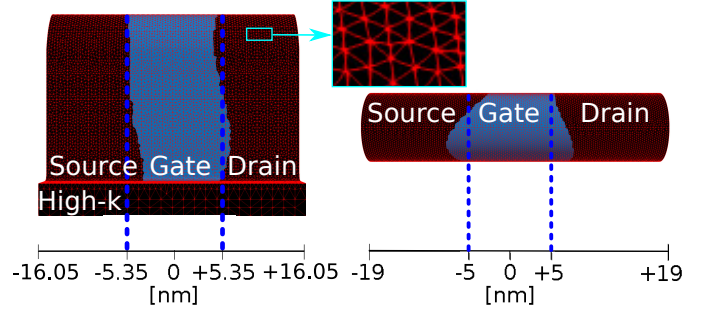 Source Gate Drain
High-k
-16.05 -5.35 0 +5.35 +16.05
[nm]
Source Gate Drain
-19 -5 0 +5 +19
[nm]